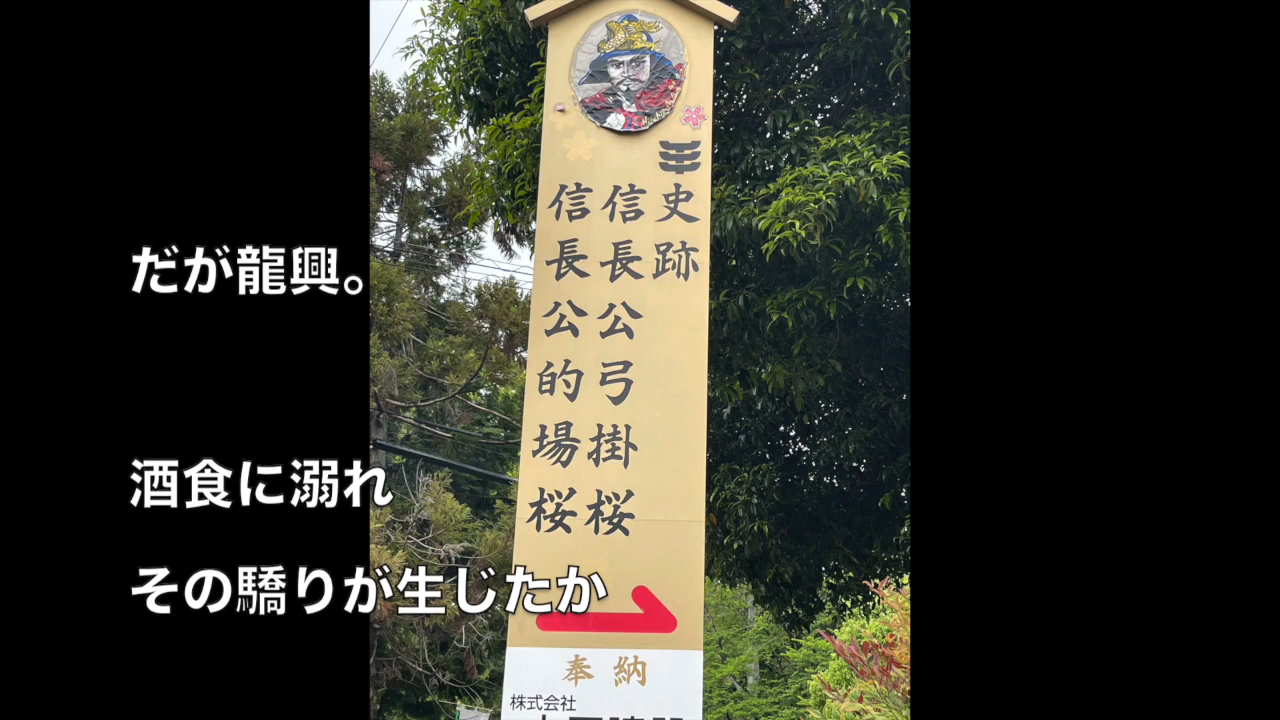 だが龍興。
酒食に溺れ
その驕りが生じたか
史跡
信長公弓掛桜
信長公的場桜
奉納
株式会社